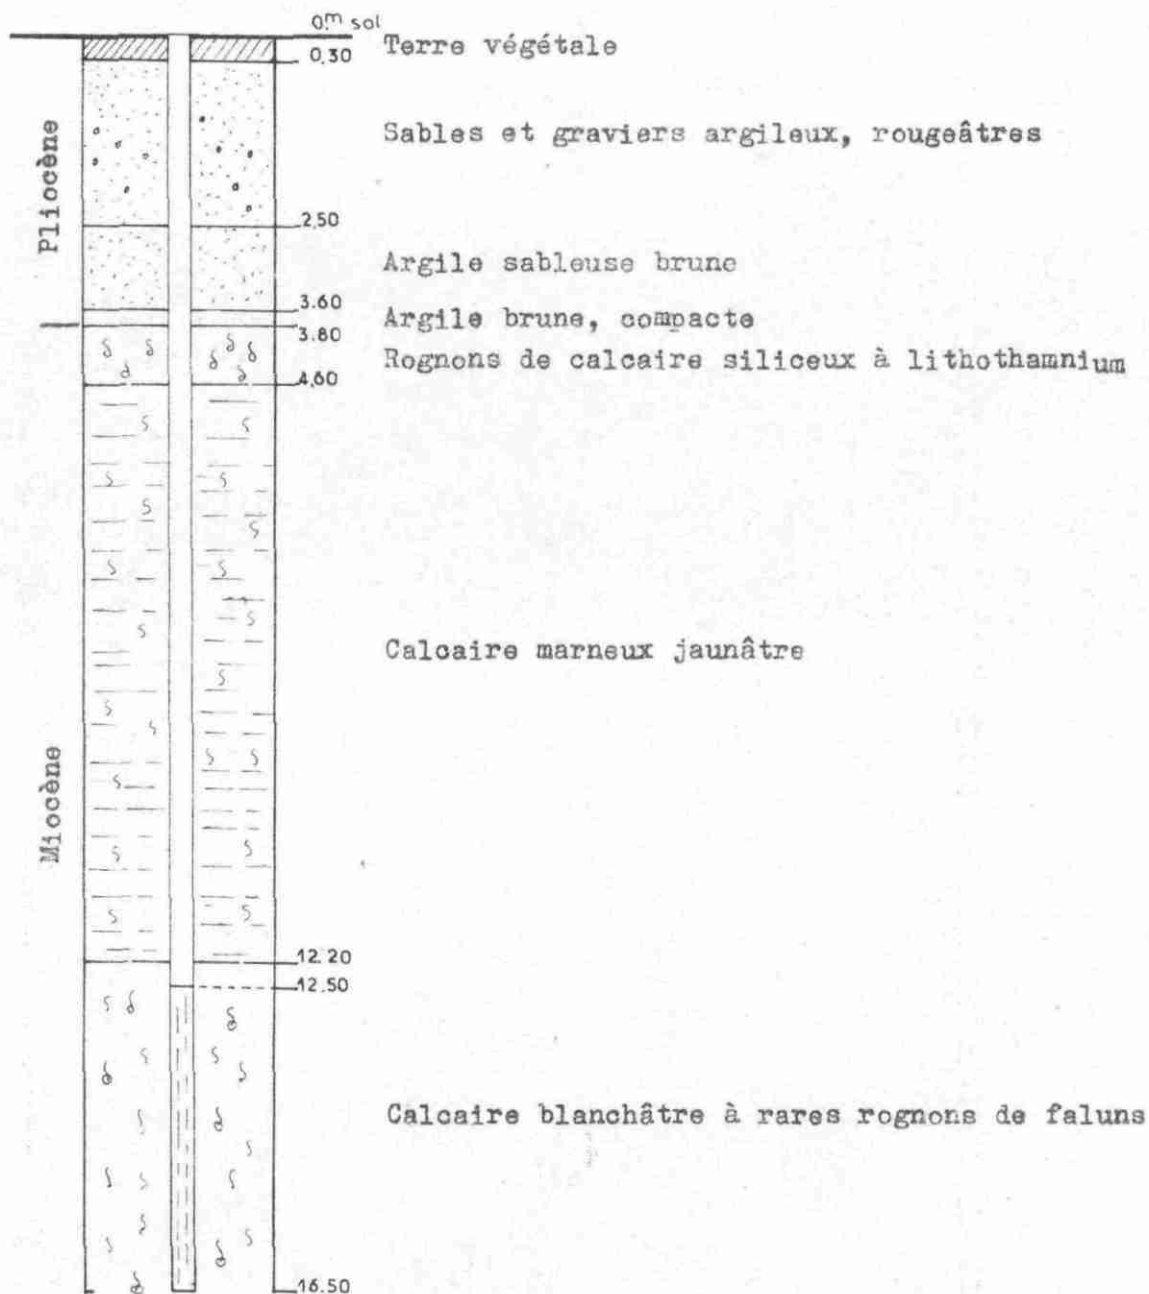 0,m sol
Terre végétale
0,30
Sables et graviers argileux, rougeâtres
Pliocène
2,50
Argile sableuse brune
3.60
Argile brune, compacte
3.80
Rognons de calcaire siliceux à lithothamnium
4,60
Calcaire marneux jaunâtre
Miocène
12.20
12.50
Calcaire blanchâtre à rares rognons de faluns
16.50